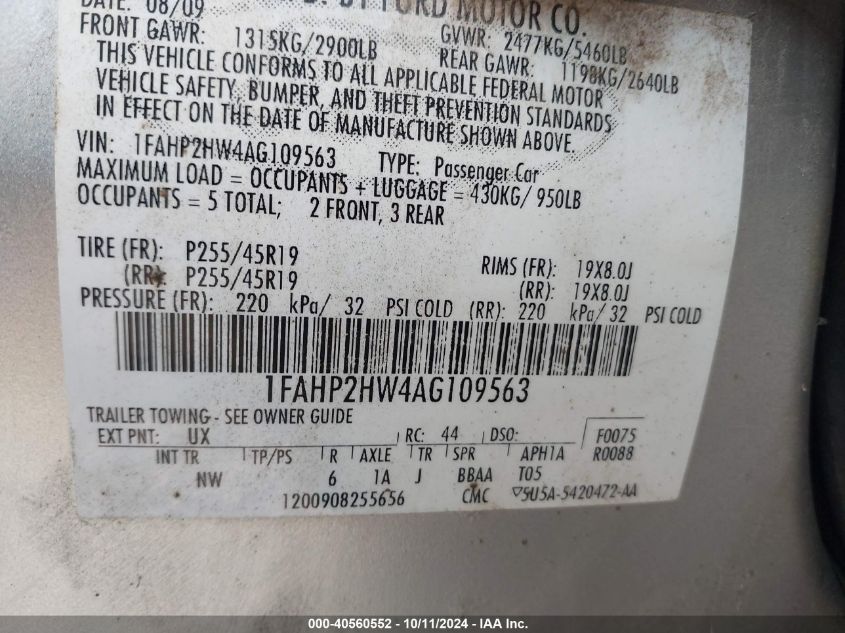 DATE: 08/09 D. BY FORD MOTOR CO.
FRONT GAWR: 1315KG/2900LB GVWR: 2477KG/5460LB
REAR GAWR: 1198KG/2640LB
THIS VEHICLE CONFORMS TO ALL APPLICABLE FEDERAL MOTOR
VEHICLE SAFETY, BUMPER, AND THEFT PREVENTION STANDARDS
IN EFFECT ON THE DATE OF MANUFACTURE SHOWN ABOVE.
VIN: 1FAHP2HW4AG109563 TYPE: Passenger Car
MAXIMUM LOAD = OCCUPANTS + LUGGAGE = 430KG/ 950LB
OCCUPANTS = 5 TOTAL; 2 FRONT, 3 REAR
TIRE (FR): P255/45R19 RIMS (FR): 19X8.0J
(RR): P255/45R19 (RR): 19X8.0J
PRESSURE (FR): 220 kPa/ 32 PSI COLD (RR): 220 kPa/ 32 PSI COLD
1FAHP2HW4AG109563
TRAILER TOWING - SEE OWNER GUIDE
EXT PNT: UX RC: 44 DSO: F0075
INT TR TP/PS R AXLE TR SPR APH1A R0088
NW 6 1A J BBAA T05
1200908255656 CMC 5U5A-5420472-AA
000-40560552 - 10/11/2024 - IAA Inc.